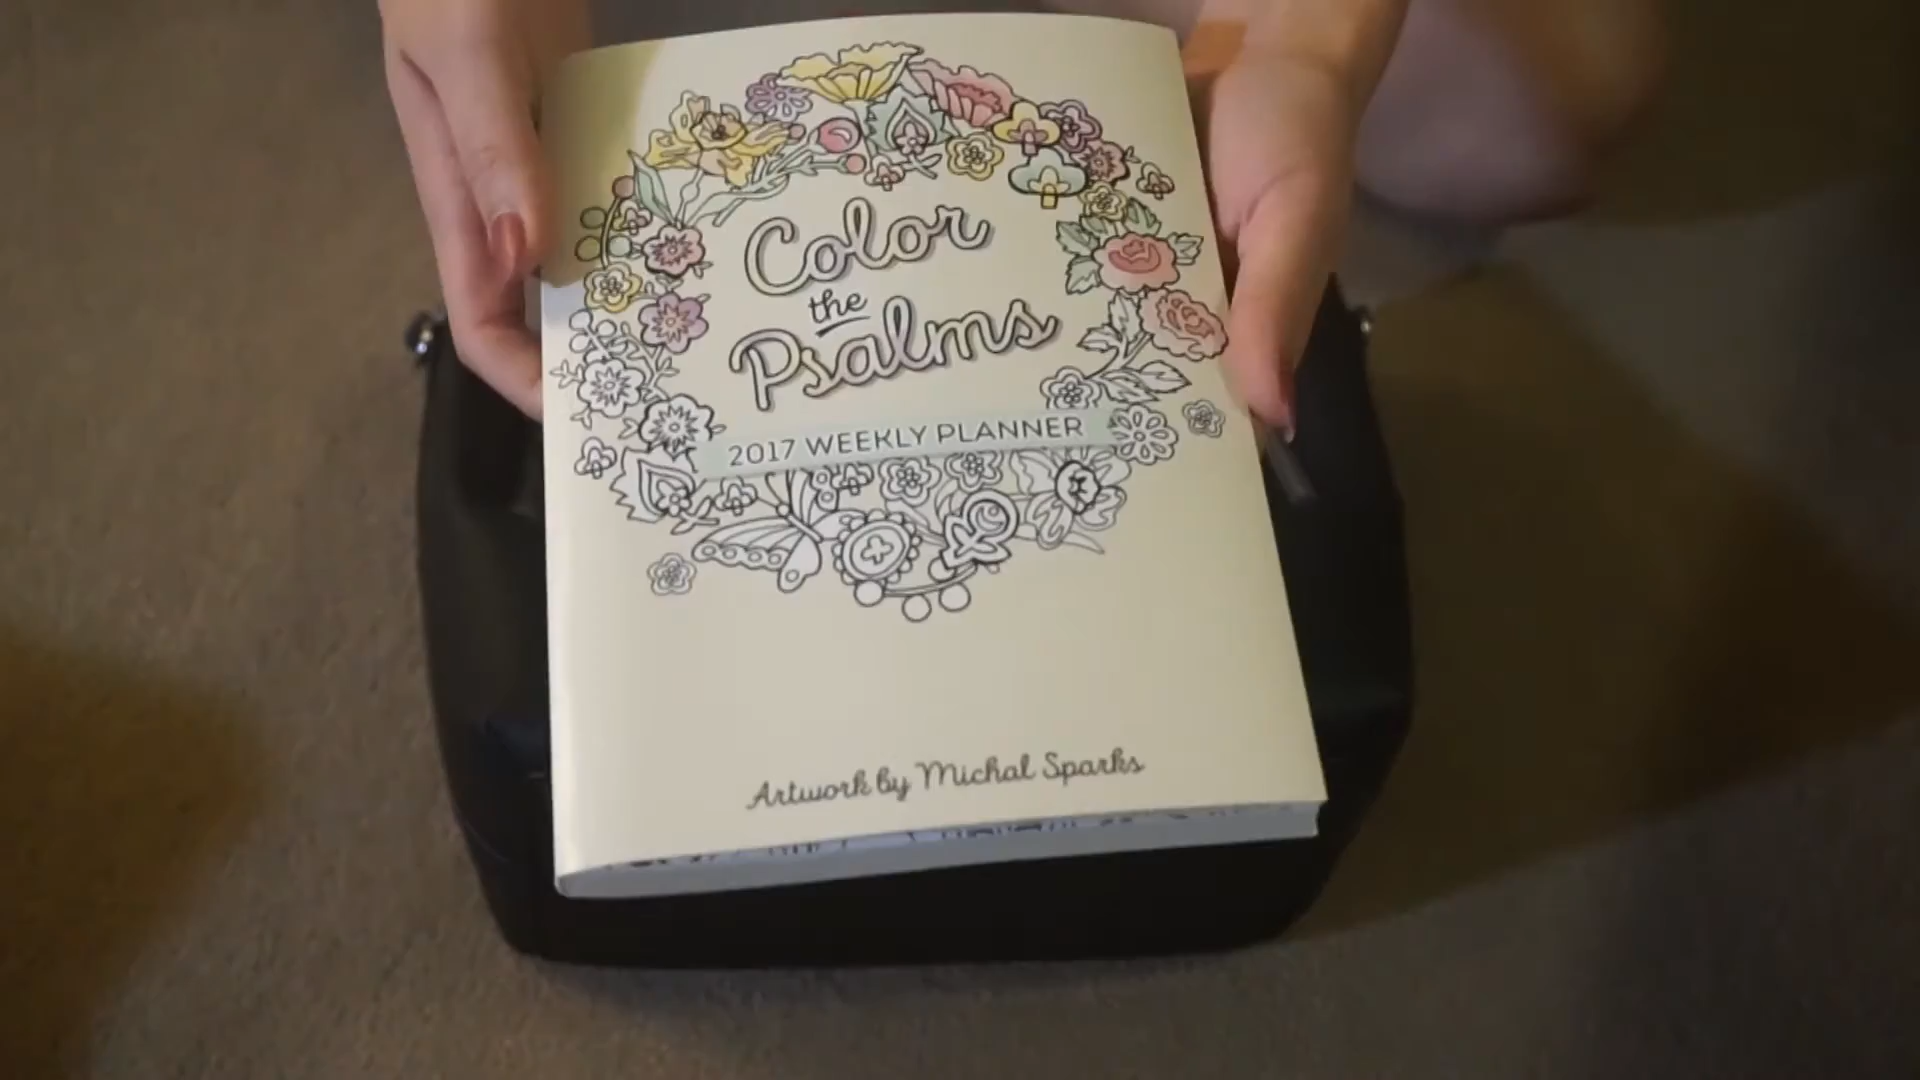 Color
the
Psalms
2017 WEEKLY PLANNER
Artwork by Michal Sparks